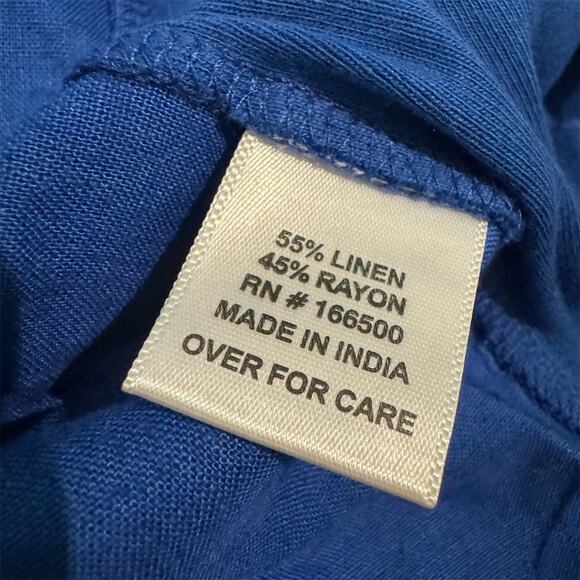 55% LINEN
45% RAYON
RN # 166500
MADE IN INDIA
OVER FOR CARE